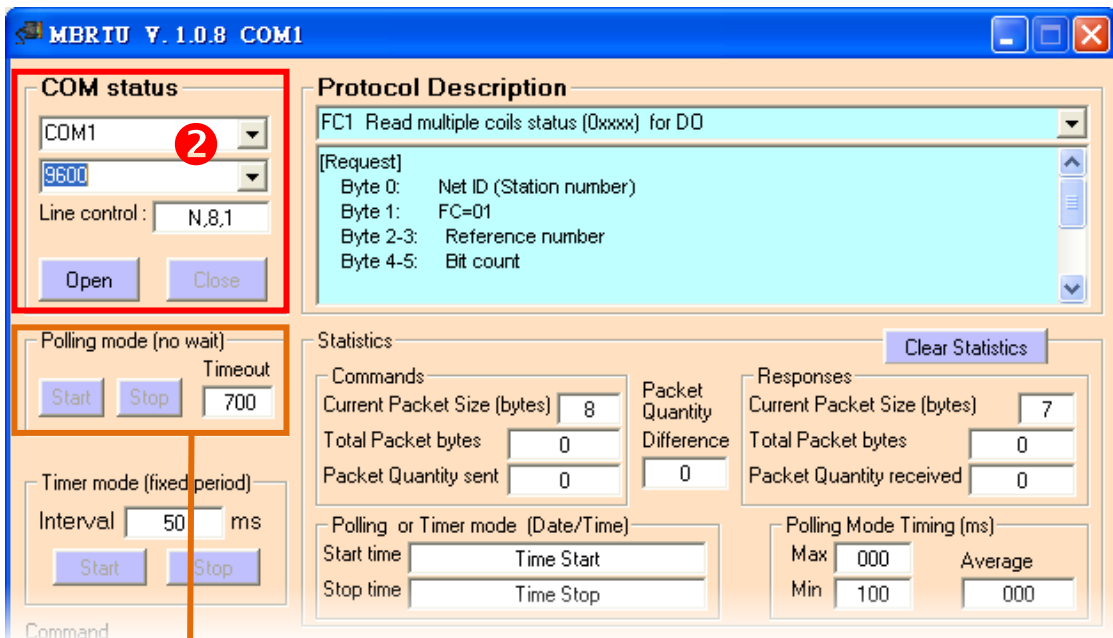 MBRTU V. 1.0.8 COM1
COM status
COM1
2
9600
Line control : N,8,1
Open Close
Protocol Description
FC1 Read multiple coils status (0xxxx) for DO
[Request]
Byte 0: Net ID (Station number)
Byte 1: FC=01
Byte 2-3: Reference number
Byte 4-5: Bit count
Polling mode (no wait)
Timeout
Start Stop 700
Timer mode (fixed period)
Interval 50 ms
Start Stop
Command
Statistics
Clear Statistics
Commands
Current Packet Size (bytes) 8
Total Packet bytes 0
Packet Quantity sent 0
Packet
Quantity
Difference
0
Responses
Current Packet Size (bytes) 7
Total Packet bytes 0
Packet Quantity received 0
Polling or Timer mode (Date/Time)
Start time Time Start
Stop time Time Stop
Polling Mode Timing (ms)
Max 000
Min 100
Average
000